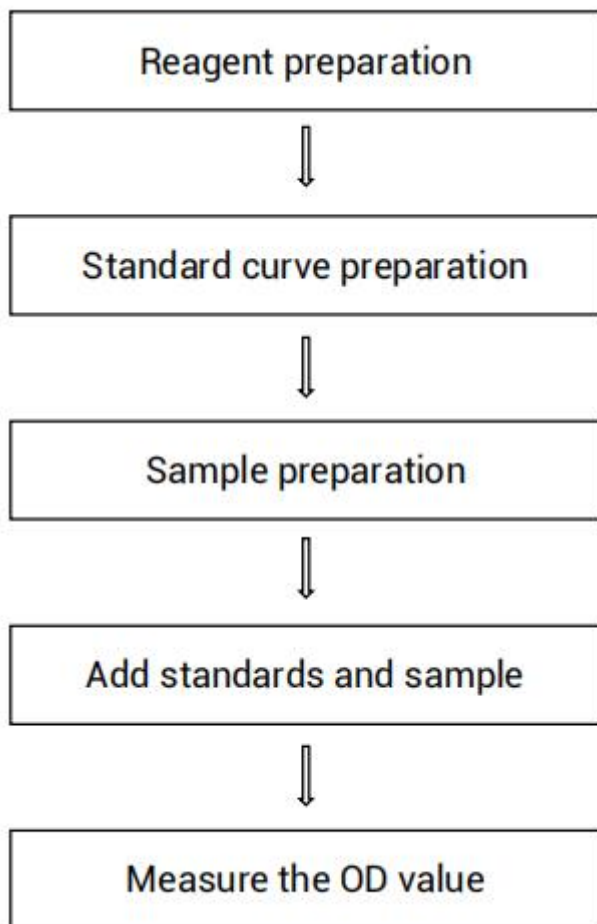 Reagent preparation
Standard curve preparation
Sample preparation
Add standards and sample
Measure the OD value